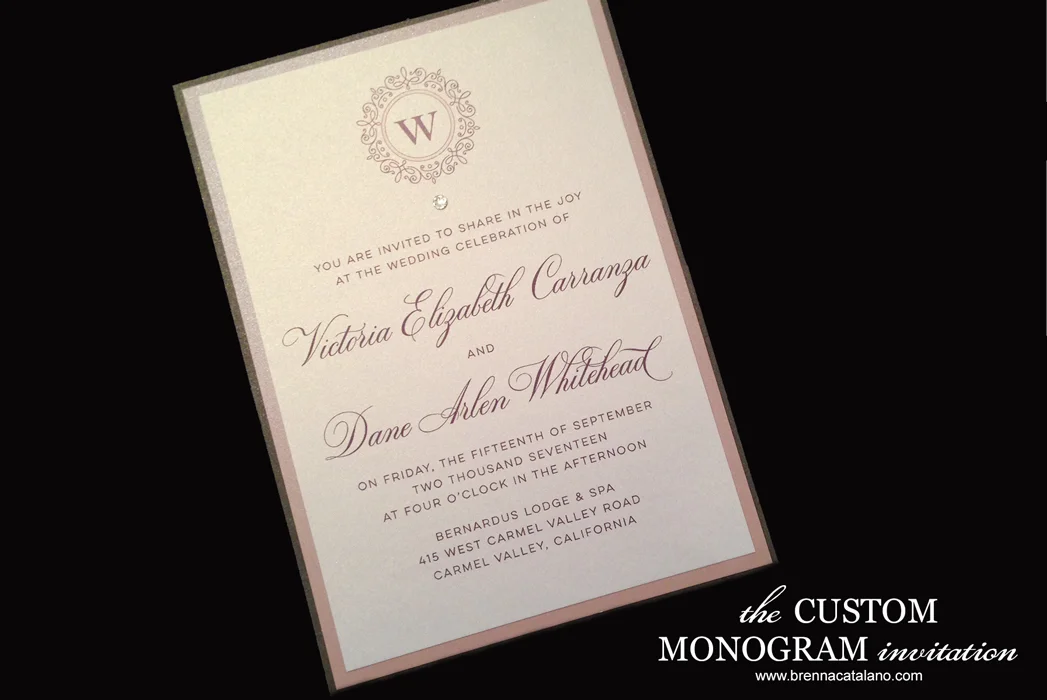 W
YOU ARE INVITED TO SHARE IN THE JOY
AT THE WEDDING CELEBRATION OF
Victoria Elizabeth Carranza
AND
Dane Arlen Whitehead
ON FRIDAY, THE FIFTEENTH OF SEPTEMBER
TWO THOUSAND SEVENTEEN
AT FOUR O'CLOCK IN THE AFTERNOON
BERNARDUS LODGE & SPA
415 WEST CARMEL VALLEY ROAD
CARMEL VALLEY, CALIFORNIA
the CUSTOM
MONOGRAM invitation
www.brennacatalano.com